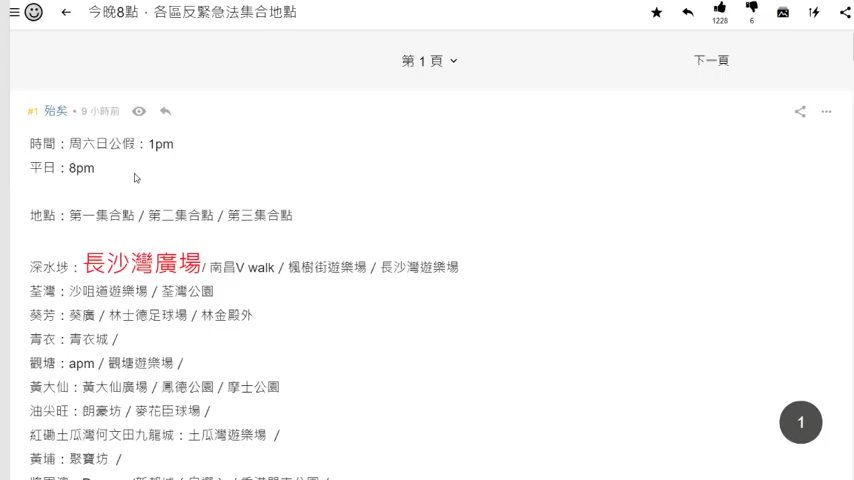 今晚8點．各區反緊急法集合地點
1228
6
第 1 頁
下一頁
#1 殆矣 • 9 小時前
時間：周六日公假：1pm
平日：8pm
地點：第一集合點 / 第二集合點 / 第三集合點
深水埗：長沙灣廣場/ 南昌V walk / 楓樹街遊樂場 / 長沙灣遊樂場
荃灣：沙咀道遊樂場 / 荃灣公園
葵芳：葵廣 / 林士德足球場 / 林金殿外
青衣：青衣城 /
觀塘：apm / 觀塘遊樂場 /
黃大仙：黃大仙廣場 / 鳳德公園 / 摩士公園
油尖旺：朗豪坊 / 麥花臣球場 /
紅磡土瓜灣何文田九龍城：土瓜灣遊樂場 /
黃埔：聚寶坊 /
1